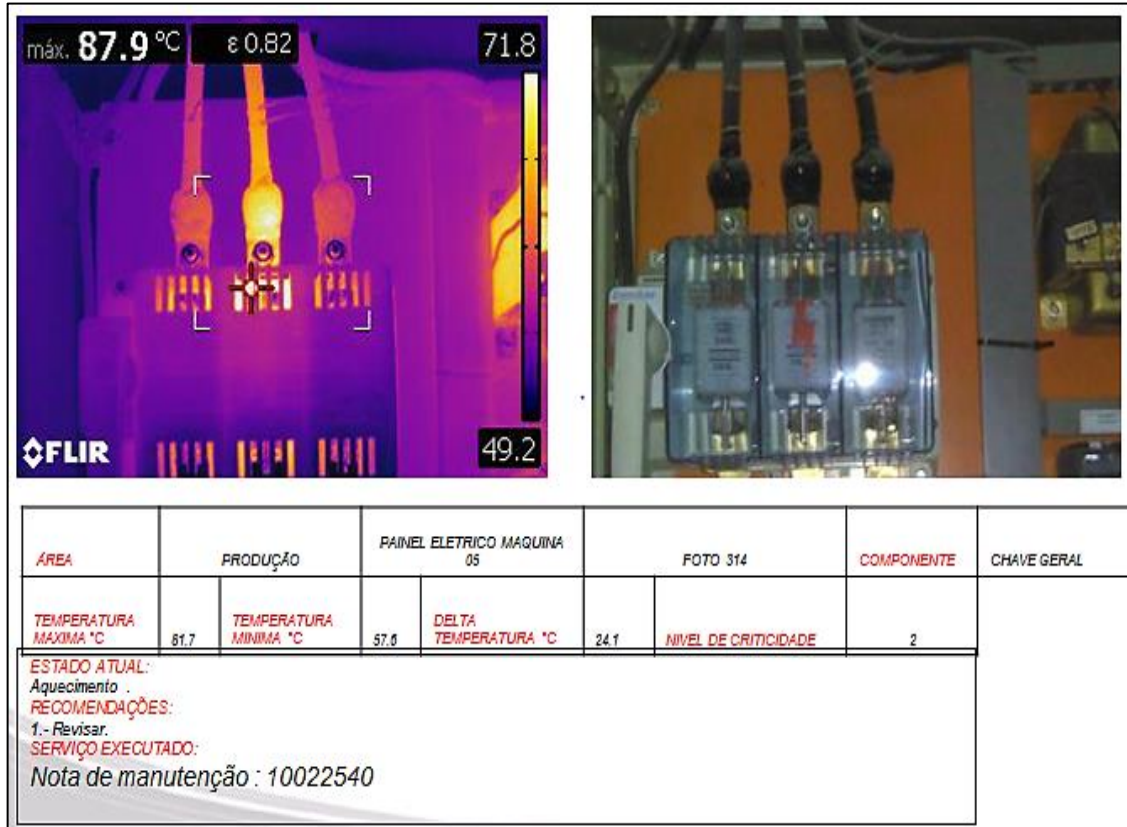 máx. 87.9 °C ε 0.82 71.8
49.2
FLIR
ÁREA PRODUÇÃO PAINEL ELETRICO MAQUINA 05 FOTO 314 COMPONENTE CHAVE GERAL
TEMPERATURA MAXIMA °C 81.7 TEMPERATURA MINIMA °C 57.6 DELTA TEMPERATURA °C 24.1 NIVEL DE CRITICIDADE 2
ESTADO ATUAL:
Aquecimento .
RECOMENDAÇÕES:
1.- Revisar.
SERVIÇO EXECUTADO:
Nota de manutenção : 10022540